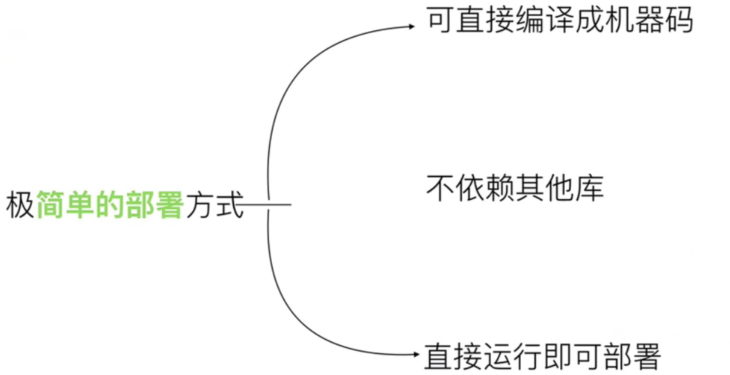 可直接编译成机器码
不依赖其他库
极简单的部署方式
直接运行即可部署